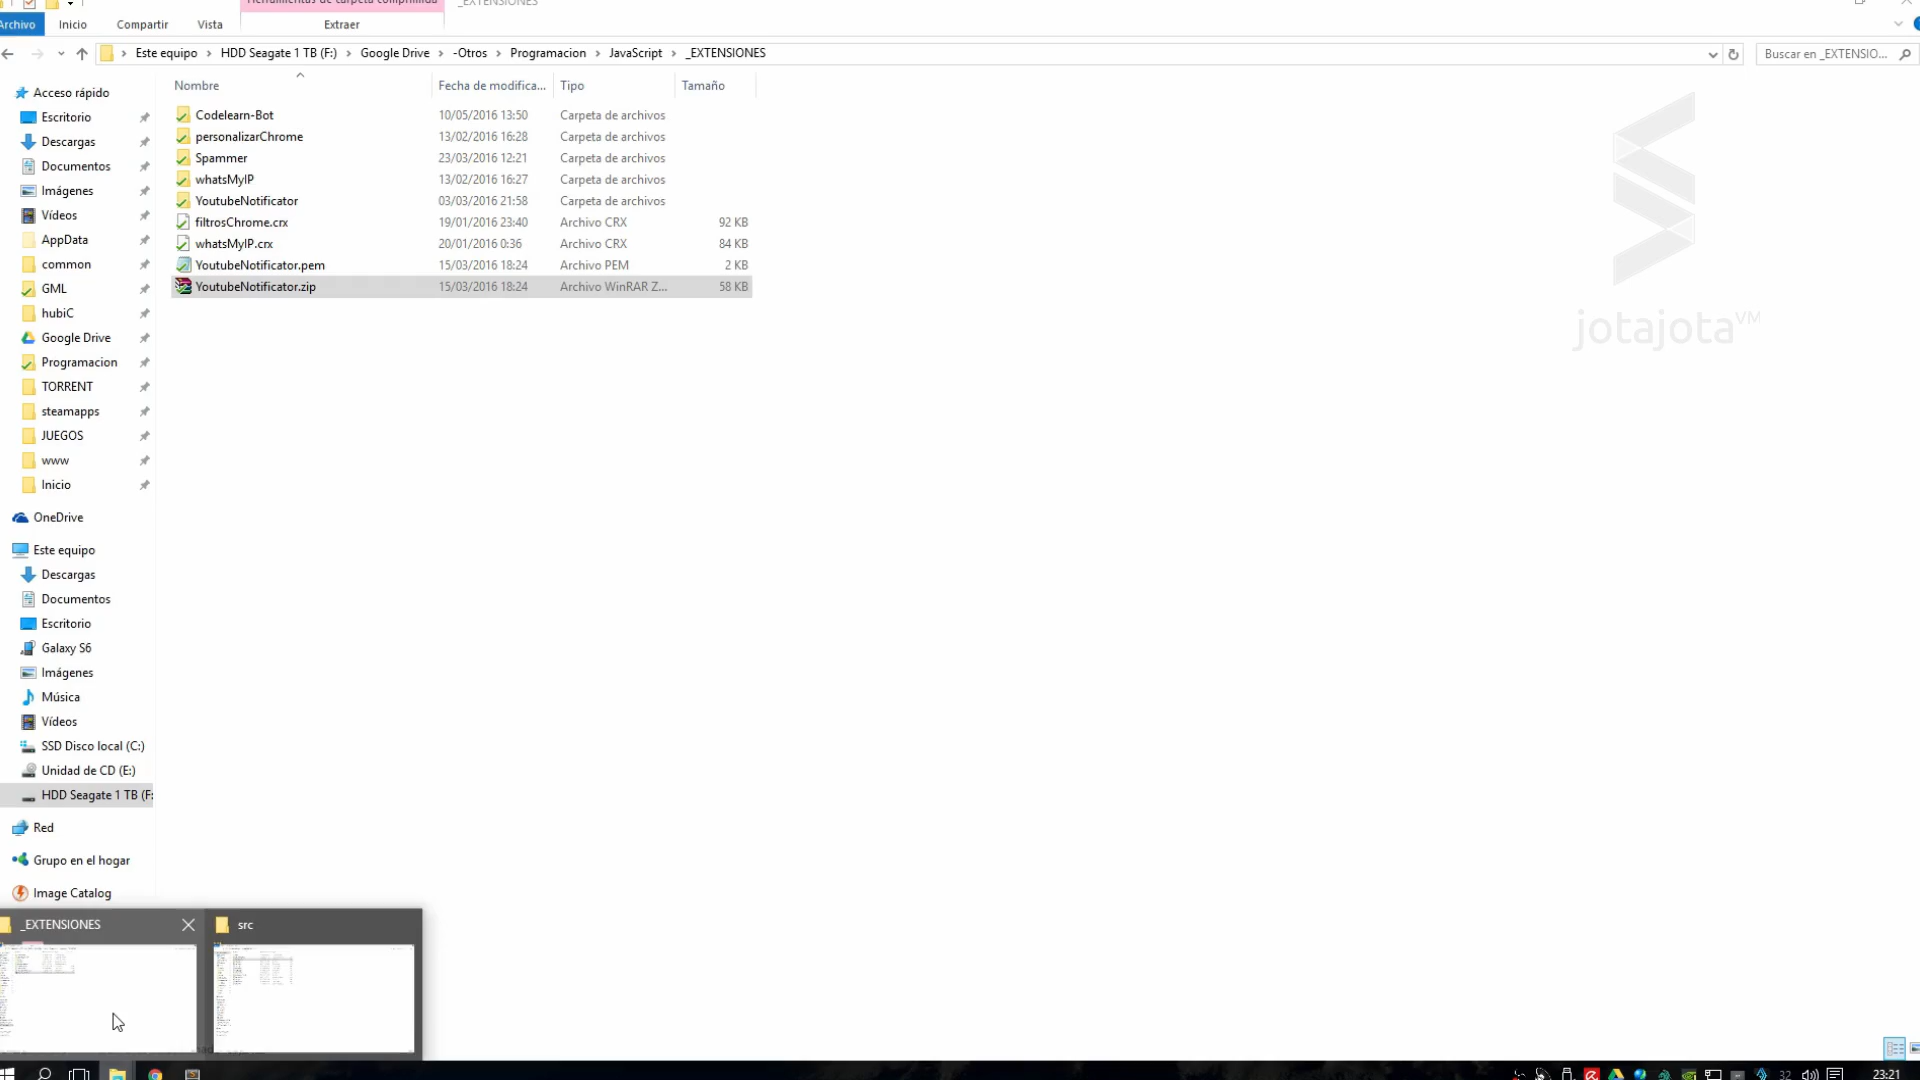 _EXTENSIONES
Archivo Inicio Compartir Vista Extraer
Este equipo > HDD Seagate 1 TB (F:) > Google Drive > -Otros > Programacion > JavaScript > _EXTENSIONES
Buscar en _EXTENSIO...
Nombre Fecha de modifica... Tipo Tamaño
Codelearn-Bot 10/05/2016 13:50 Carpeta de archivos
personalizarChrome 13/02/2016 16:28 Carpeta de archivos
Spammer 23/03/2016 12:21 Carpeta de archivos
whatsMyIP 13/02/2016 16:27 Carpeta de archivos
YoutubeNotificator 03/03/2016 21:58 Carpeta de archivos
filtrosChrome.crx 19/01/2016 23:40 Archivo CRX 92 KB
whatsMyIP.crx 20/01/2016 0:36 Archivo CRX 84 KB
YoutubeNotificator.pem 15/03/2016 18:24 Archivo PEM 2 KB
YoutubeNotificator.zip 15/03/2016 18:24 Archivo WinRAR Z... 58 KB
Acceso rápido
Escritorio
Descargas
Documentos
Imágenes
Vídeos
AppData
common
GML
hubiC
Google Drive
Programacion
TORRENT
steamapps
JUEGOS
www
Inicio
OneDrive
Este equipo
Descargas
Documentos
Escritorio
Galaxy S6
Imágenes
Música
Vídeos
SSD Disco local (C:)
Unidad de CD (E:)
HDD Seagate 1 TB (F:
Red
Grupo en el hogar
Image Catalog
jotajotaVM
_EXTENSIONES
src
32
23:21